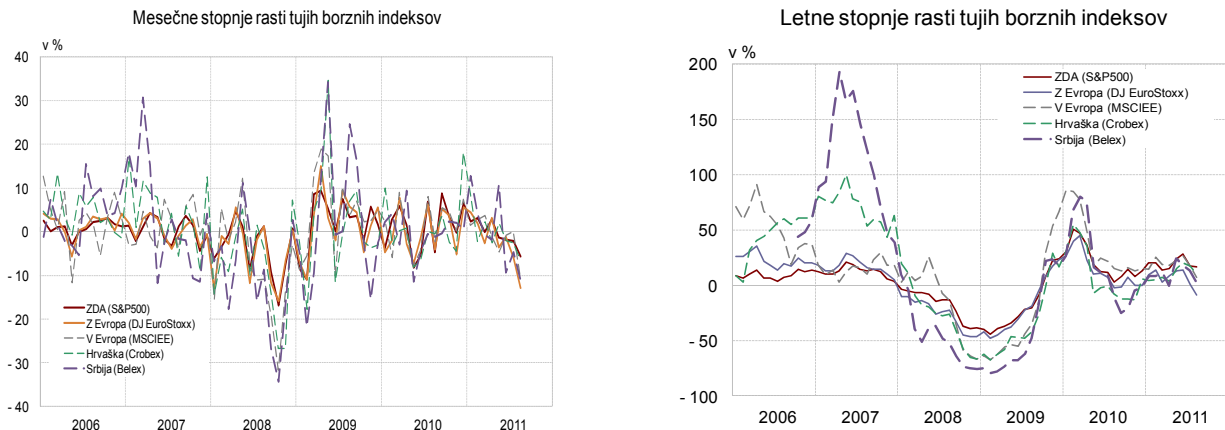 Mesečne stopnje rasti tujih borznih indeksov
v %
40
30
20
10
0
- 10
- 20
- 30
- 40
ZDA (S&P500)
Z Evropa (DJ EuroStoxx)
V Evropa (MSCIEE)
Hrvaška (Crobex)
Srbija (Belex)
2006 2007 2008 2009 2010 2011
Letne stopnje rasti tujih borznih indeksov
v %
200
150
100
50
0
- 50
- 100
ZDA (S&P500)
Z Evropa (DJ EuroStoxx)
V Evropa (MSCIEE)
Hrvaška (Crobex)
Srbija (Belex)
2006 2007 2008 2009 2010 2011